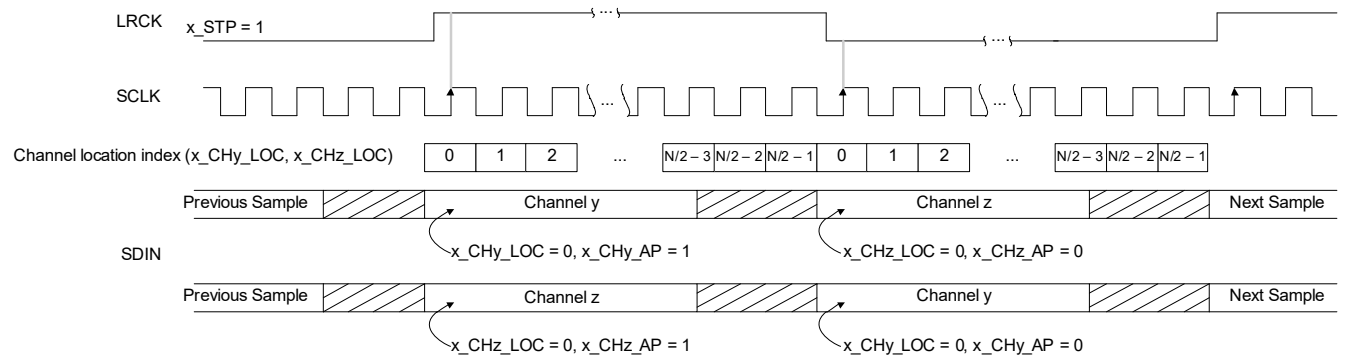 LRCK x_STP = 1 ...
...
SCLK ... ...
Channel location index (x_CHy_LOC, x_CHz_LOC) 0 1 2 ... N/2 – 3 N/2 – 2 N/2 – 1 0 1 2 ... N/2 – 3 N/2 – 2 N/2 – 1
Previous Sample Channel y Channel z Next Sample
x_CHy_LOC = 0, x_CHy_AP = 1 x_CHz_LOC = 0, x_CHz_AP = 0
SDIN
Previous Sample Channel z Channel y Next Sample
x_CHz_LOC = 0, x_CHz_AP = 1 x_CHy_LOC = 0, x_CHy_AP = 0